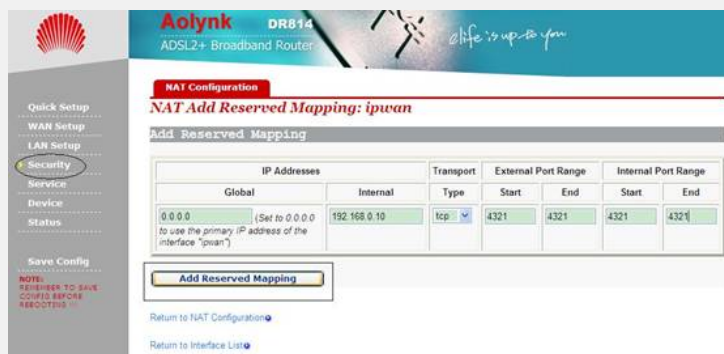 Aolynk DR814
ADSL2+ Broadband Router
life is up to you
Quick Setup
WAN Setup
LAN Setup
Security
Service
Device
Status
Save Config
NOTE:
REMEMBER TO SAVE
CONFIG BEFORE
REBOOTING !!!
NAT Configuration
NAT Add Reserved Mapping: ipwan
Add Reserved Mapping
IP Addresses Transport External Port Range Internal Port Range
Global Internal Type Start End Start End
0.0.0.0 (Set to 0.0.0.0
to use the primary IP address of the
interface "ipwan")
192.168.0.10 tcp 4321 4321 4321 4321
Add Reserved Mapping
Return to NAT Configuration
Return to Interface List